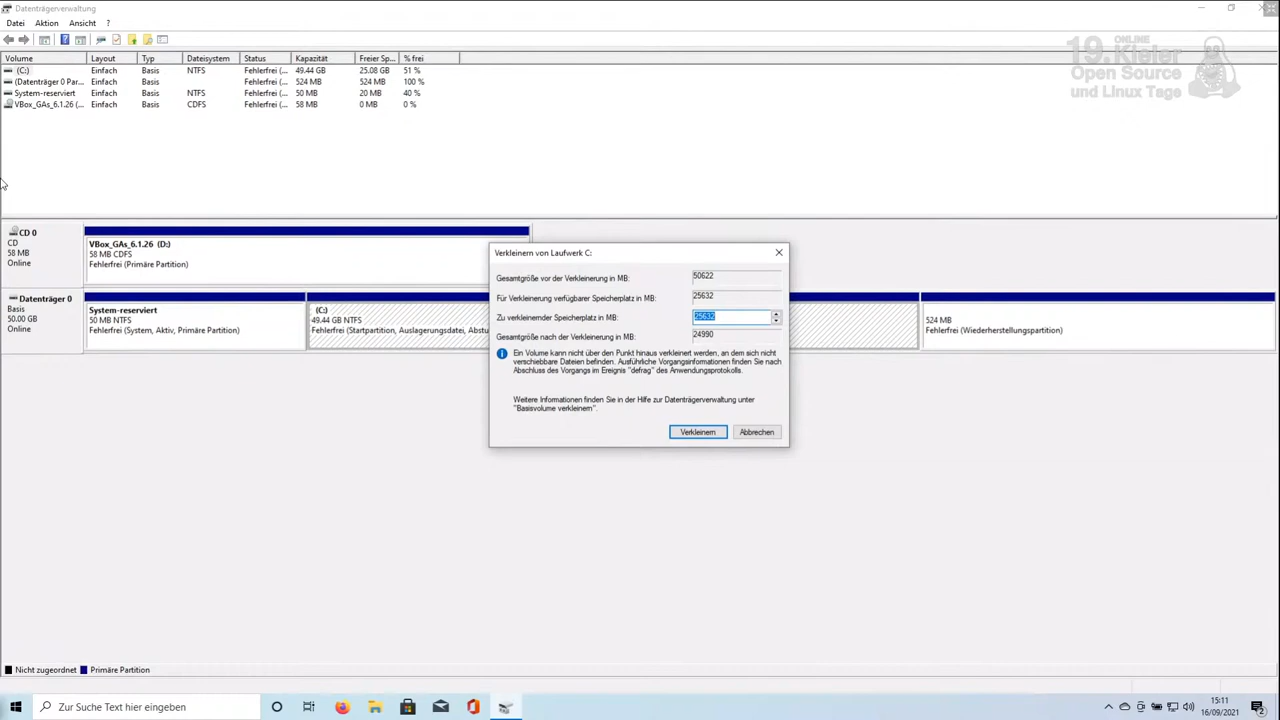 Datenträgerverwaltung
Datei Aktion Ansicht ?
ONLINE
19. Kieler
Open Source
und Linux Tage
Volume Layout Typ Dateisystem Status Kapazität Freier Sp... % frei
(C:) Einfach Basis NTFS Fehlerfrei (... 49.44 GB 25.08 GB 51 %
(Datenträger 0 Par... Einfach Basis Fehlerfrei (... 524 MB 524 MB 100 %
System-reserviert Einfach Basis NTFS Fehlerfrei (... 50 MB 20 MB 40 %
VBox_GAs_6.1.26 (... Einfach Basis CDFS Fehlerfrei (... 58 MB 0 MB 0 %
CD 0
CD
58 MB
Online
VBox_GAs_6.1.26 (D:)
58 MB CDFS
Fehlerfrei (Primäre Partition)
Datenträger 0
Basis
50.00 GB
Online
System-reserviert
50 MB NTFS
Fehlerfrei (System, Aktiv, Primäre Partition)
(C:)
49.44 GB NTFS
Fehlerfrei (Startpartition, Auslagerungsdatei, Abstu
524 MB
Fehlerfrei (Wiederherstellungspartition)
Verkleinern von Laufwerk C:
Gesamtgröße vor der Verkleinerung in MB: 50622
Für Verkleinerung verfügbarer Speicherplatz in MB: 25632
Zu verkleinernder Speicherplatz in MB: 25632
Gesamtgröße nach der Verkleinerung in MB: 24990
Ein Volume kann nicht über den Punkt hinaus verkleinert werden, an dem sich nicht
verschiebbare Dateien befinden. Ausführliche Vorgangsinformationen finden Sie nach
Abschluss des Vorgangs im Ereignis "defrag" des Anwendungsprotokolls.
Weitere Informationen finden Sie in der Hilfe zur Datenträgerverwaltung unter
"Basisvolume verkleinern".
Verkleinern Abbrechen
Nicht zugeordnet Primäre Partition
Zur Suche Text hier eingeben
15:11
16/09/2021
2